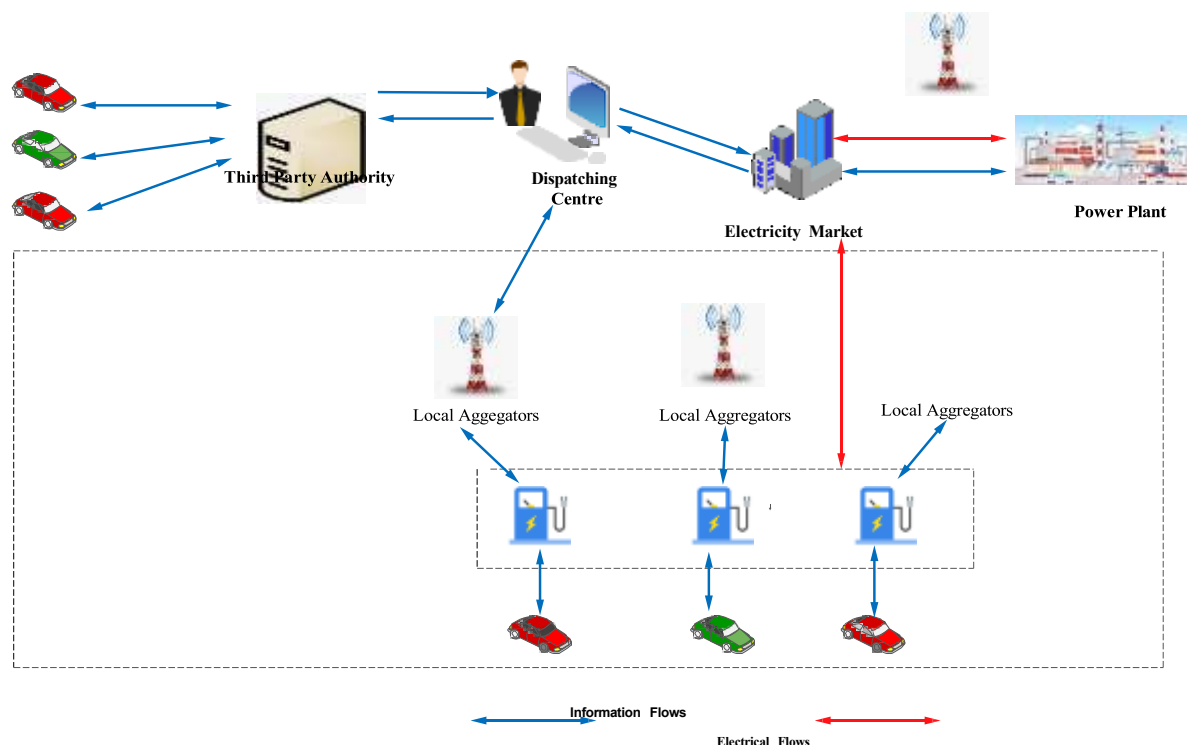 Third Party Authority
Dispatching
Centre
Power Plant
Electricity Market
Local Aggegators
Local Aggregators
Local Aggregators
Information Flows
Electrical Flows